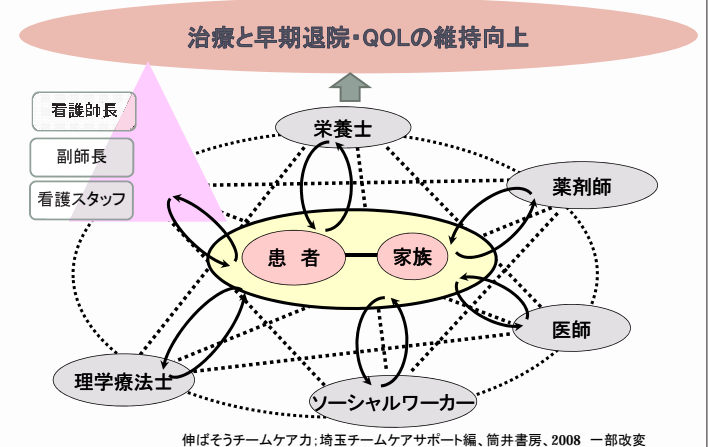 治療と早期退院・QOLの維持向上
看護師長
副師長
看護スタッフ
栄養士
薬剤師
患 者
家族
医師
理学療法士
ソーシャルワーカー
伸ばそうチームケア力；埼玉チームケアサポート編、筒井書房、2008 一部改変